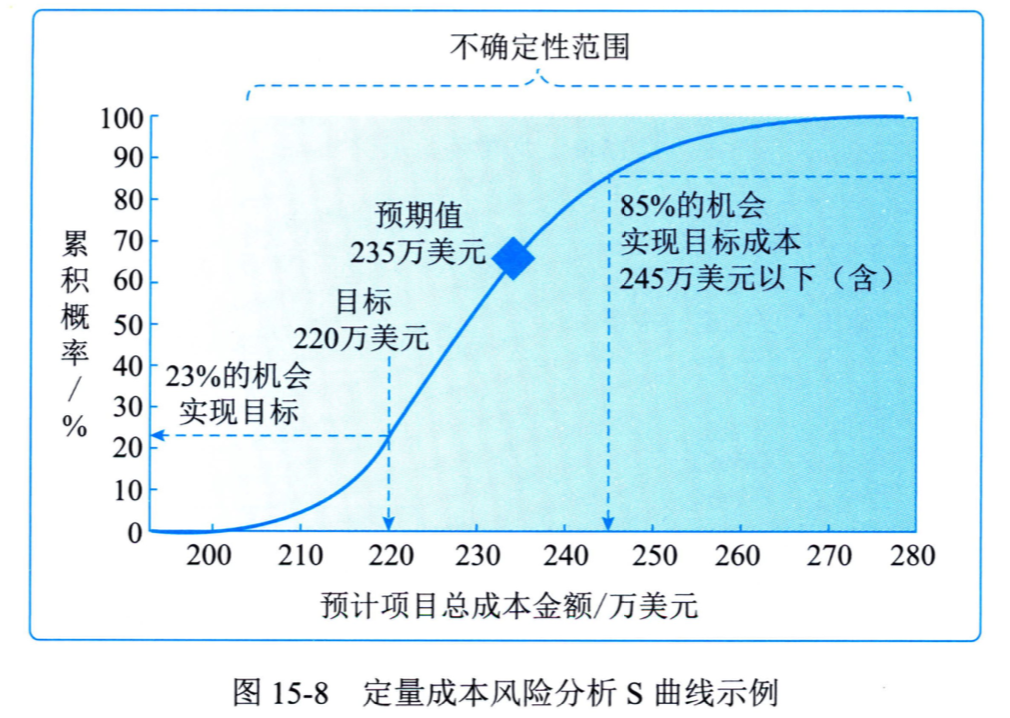 不确定性范围
100
90
80
70
60
50
40
30
20
10
0
累积概率/%
预期值
235万美元
目标
220万美元
23%的机会
实现目标
85%的机会
实现目标成本
245万美元以下（含）
200 210 220 230 240 250 260 270 280
预计项目总成本金额/万美元
图 15-8 定量成本风险分析 S 曲线示例